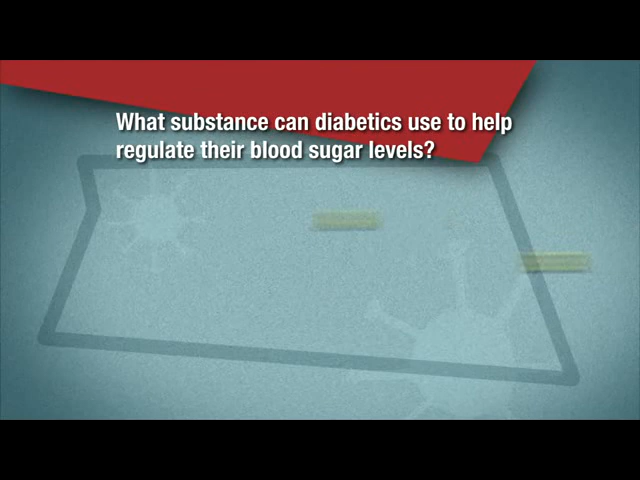 What substance can diabetics use to help
regulate their blood sugar levels?